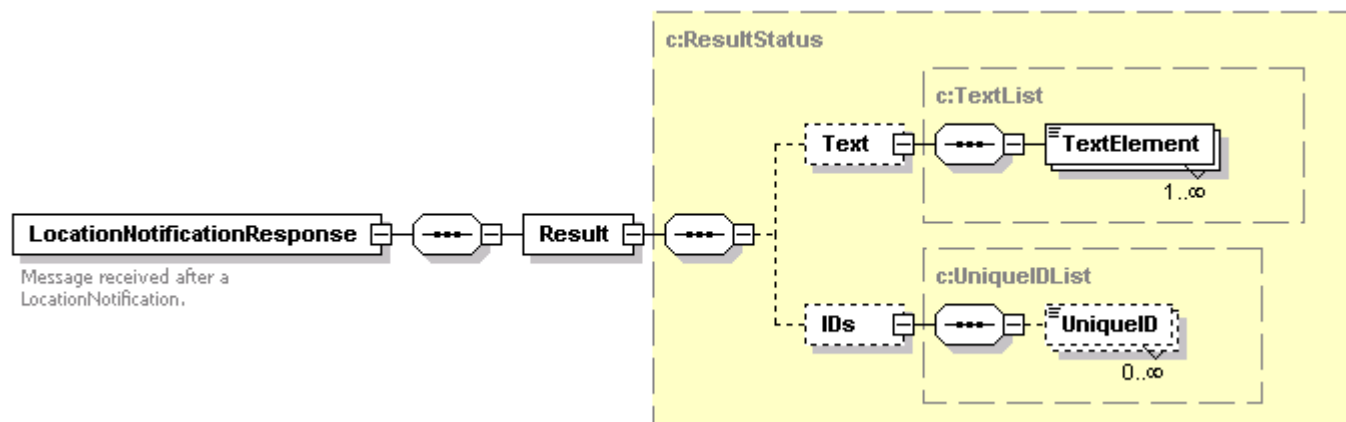 c:ResultStatus
c:TextList
Text
TextElement
1..∞
LocationNotificationResponse
Result
Message received after a
LocationNotification.
c:UniqueIDList
IDs
UniqueID
0..∞